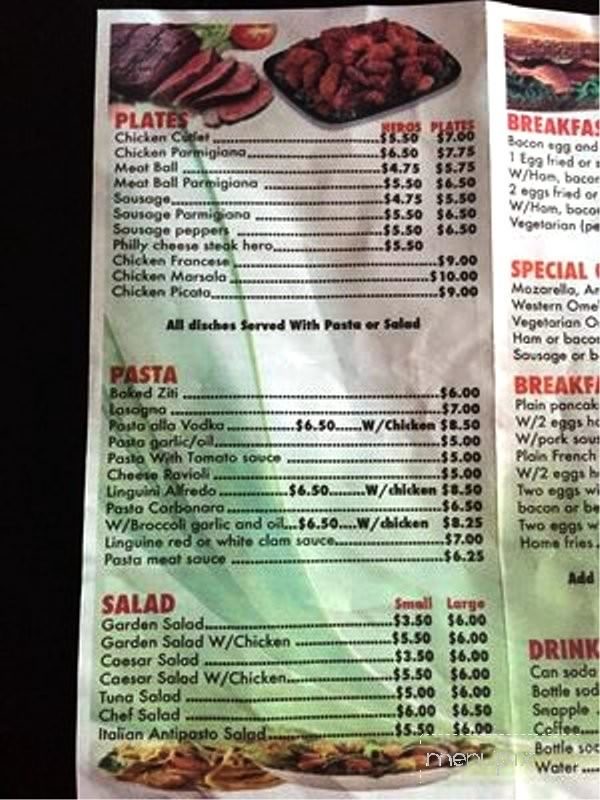 PLATES
HEROS PLATES
Chicken Cutlet $5.50 $7.00
Chicken Parmigiana $6.50 $7.75
Meat Ball $4.75 $5.75
Meat Ball Parmigiana $5.50 $6.50
Sausage $4.75 $5.50
Sausage Parmigiana $5.50 $6.50
Sausage peppers $5.50 $6.50
Philly cheese steak hero $5.50
Chicken Francese $9.00
Chicken Marsala $10.00
Chicken Picata $9.00
All disches Served With Pasta or Salad
PASTA
Baked Ziti $6.00
Lasagna $7.00
Pasta alla Vodka $6.50 W/Chicken $8.50
Pasta garlic/oil $5.00
Pasta With Tomato sauce $5.00
Cheese Ravioli $5.00
Linguini Alfredo $6.50 W/chicken $8.50
Pasta Carbonara $6.50
W/Broccoli garlic and oil $6.50 W/chicken $8.25
Linguine red or white clam sauce $7.00
Pasta meat sauce $6.25
SALAD Small Large
Garden Salad $3.50 $6.00
Garden Salad W/Chicken $5.50 $6.00
Caesar Salad $3.50 $6.00
Caesar Salad W/Chicken $5.50 $6.00
Tuna Salad $5.00 $6.00
Chef Salad $6.00 $6.50
Italian Antipasto Salad $5.50 $6.00
BREAKFAS
Bacon egg and
1 Egg fried or s
W/Ham, bacon
2 eggs fried or
W/Ham, bacon
Vegetarian (pe
SPECIAL
Mozarella, Ar
Western Ome
Vegetarian O
Ham or bacon
Sausage or b
BREAKFA
Plain pancak
W/2 eggs ha
W/pork saus
Plain French
W/2 eggs h
Two eggs wi
bacon or be
Two eggs w
Home fries
Add
DRINK
Can soda
Bottle sod
Snapple
Coffee
Bottle soc
Water